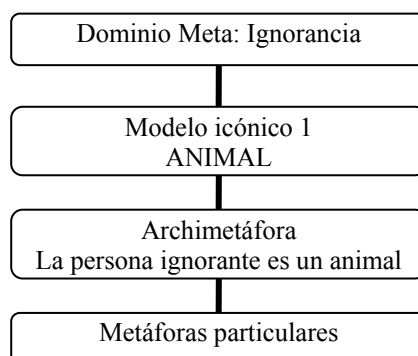 Dominio Meta: Ignorancia
Modelo icónico 1
ANIMAL
Archimetáfora
La persona ignorante es un animal
Metáforas particulares